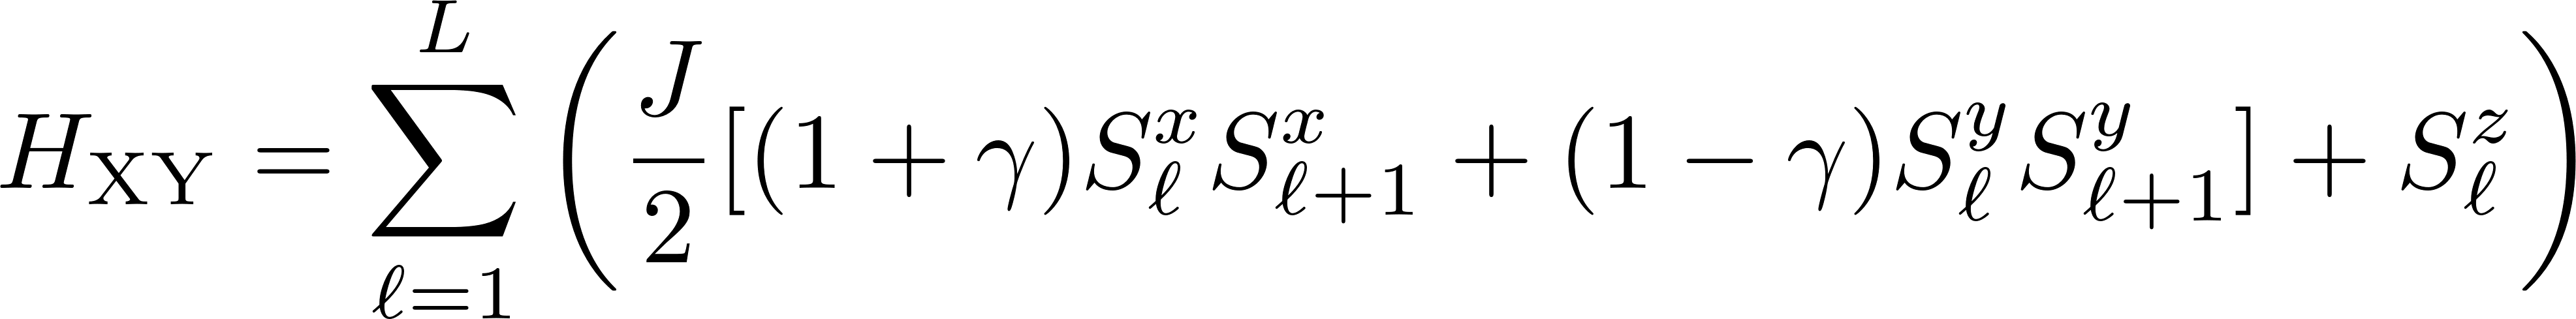 H_{\mathrm{XY}} = \sum_{\ell=1}^{L} \left( \frac{J}{2} [(1 + \gamma) S_{\ell}^{x} S_{\ell+1}^{x} + (1 - \gamma) S_{\ell}^{y} S_{\ell+1}^{y}] + S_{\ell}^{z} \right)